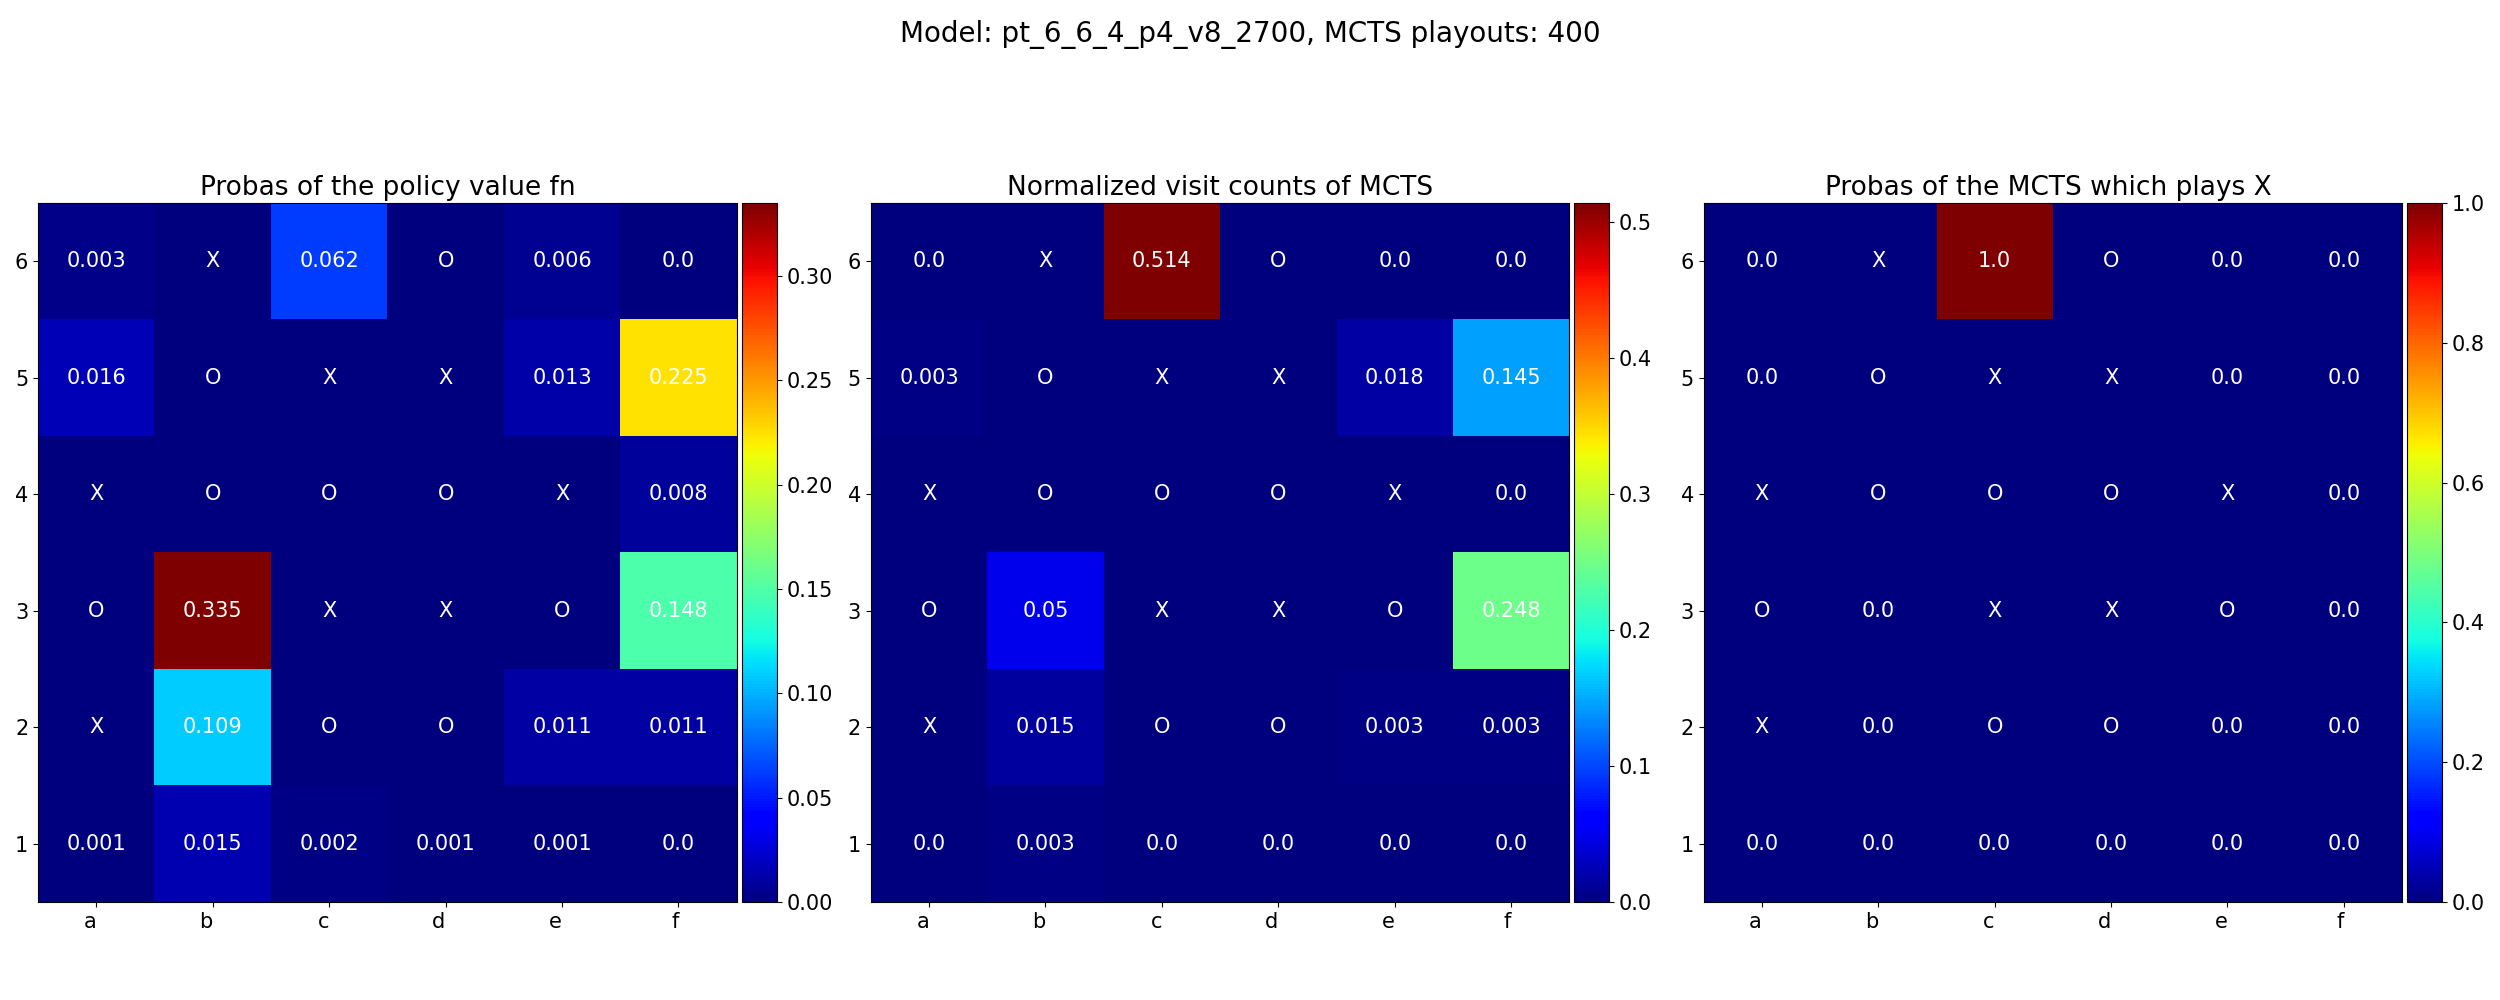 Model: pt_6_6_4_p4_v8_2700, MCTS playouts: 400
Probas of the policy value fn
6 0.003 X 0.062 O 0.006 0.0
5 0.016 O X X 0.013 0.225
4 X O O O X 0.008
3 O 0.335 X X O 0.148
2 X 0.109 O O 0.011 0.011
1 0.001 0.015 0.002 0.001 0.001 0.0
a b c d e f
0.30
0.25
0.20
0.15
0.10
0.05
0.00
Normalized visit counts of MCTS
6 0.0 X 0.514 O 0.0 0.0
5 0.003 O X X 0.018 0.145
4 X O O O X 0.0
3 O 0.05 X X O 0.248
2 X 0.015 O O 0.003 0.003
1 0.0 0.003 0.0 0.0 0.0 0.0
a b c d e f
0.5
0.4
0.3
0.2
0.1
0.0
Probas of the MCTS which plays X
6 0.0 X 1.0 O 0.0 0.0
5 0.0 O X X 0.0 0.0
4 X O O O X 0.0
3 O 0.0 X X O 0.0
2 X 0.0 O O 0.0 0.0
1 0.0 0.0 0.0 0.0 0.0 0.0
a b c d e f
1.0
0.8
0.6
0.4
0.2
0.0